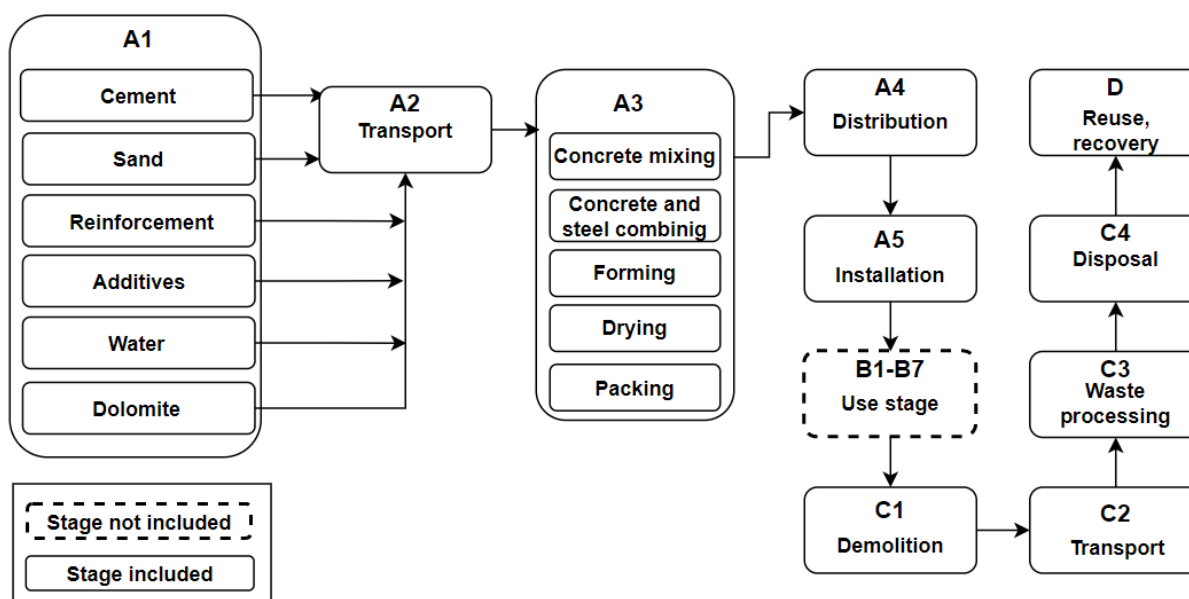 A1
Cement
Sand
Reinforcement
Additives
Water
Dolomite
A2
Transport
A3
Concrete mixing
Concrete and
steel combinig
Forming
Drying
Packing
A4
Distribution
A5
Installation
B1-B7
Use stage
C1
Demolition
C2
Transport
C3
Waste
processing
C4
Disposal
D
Reuse,
recovery
Stage not included
Stage included